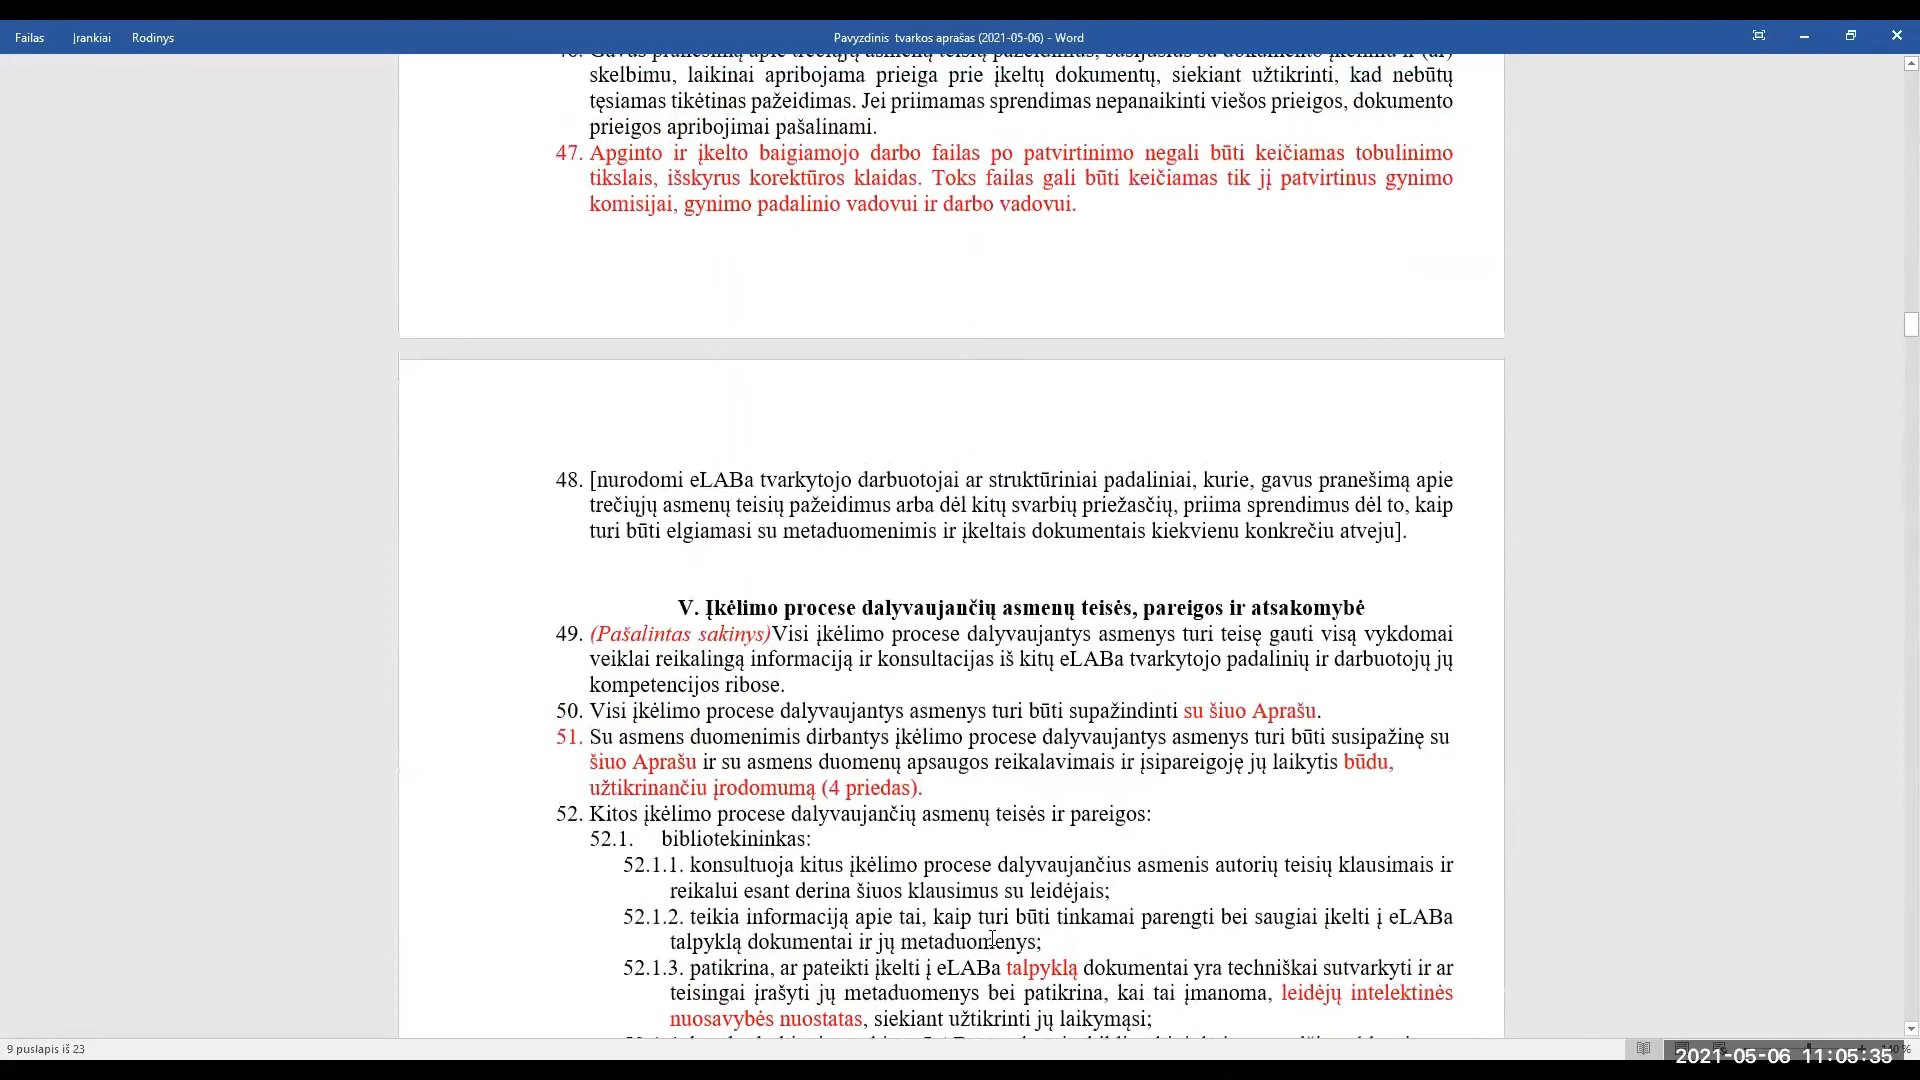 Failas Įrankiai Rodinys Pavyzdinis tvarkos aprašas (2021-05-06) - Word
skelbimu, laikinai apribojama prieiga prie įkeltų dokumentų, siekiant užtikrinti, kad nebūtų
tęsiamas tikėtinas pažeidimas. Jei priimamas sprendimas nepanaikinti viešos prieigos, dokumento
prieigos apribojimai pašalinami.
47. Apginto ir įkelto baigiamojo darbo failas po patvirtinimo negali būti keičiamas tobulinimo
tikslais, išskyrus korektūros klaidas. Toks failas gali būti keičiamas tik jį patvirtinus gynimo
komisijai, gynimo padalinio vadovui ir darbo vadovui.
48. [nurodomi eLABa tvarkytojo darbuotojai ar struktūriniai padaliniai, kurie, gavus pranešimą apie
trečiųjų asmenų teisių pažeidimus arba dėl kitų svarbių priežasčių, priima sprendimus dėl to, kaip
turi būti elgiamasi su metaduomenimis ir įkeltais dokumentais kiekvienu konkrečiu atveju].
V. Įkėlimo procese dalyvaujančių asmenų teisės, pareigos ir atsakomybė
49. (Pašalintas sakinys)Visi įkėlimo procese dalyvaujantys asmenys turi teisę gauti visą vykdomai
veiklai reikalingą informaciją ir konsultacijas iš kitų eLABa tvarkytojo padalinių ir darbuotojų jų
kompetencijos ribose.
50. Visi įkėlimo procese dalyvaujantys asmenys turi būti supažindinti su šiuo Aprašu.
51. Su asmens duomenimis dirbantys įkėlimo procese dalyvaujantys asmenys turi būti susipažinę su
šiuo Aprašu ir su asmens duomenų apsaugos reikalavimais ir įsipareigoję jų laikytis būdu,
užtikrinančiu įrodomumą (4 priedas).
52. Kitos įkėlimo procese dalyvaujančių asmenų teisės ir pareigos:
52.1. bibliotekininkas:
52.1.1. konsultuoja kitus įkėlimo procese dalyvaujančius asmenis autorių teisių klausimais ir
reikalui esant derina šiuos klausimus su leidėjais;
52.1.2. teikia informaciją apie tai, kaip turi būti tinkamai parengti bei saugiai įkelti į eLABa
talpyklą dokumentai ir jų metaduomenys;
52.1.3. patikrina, ar pateikti įkelti į eLABa talpyklą dokumentai yra techniškai sutvarkyti ir ar
teisingai įrašyti jų metaduomenys bei patikrina, kai tai įmanoma, leidėjų intelektinės
nuosavybės nuostatas, siekiant užtikrinti jų laikymąsi;
9 puslapis iš 23
2021-05-06 11:05:35